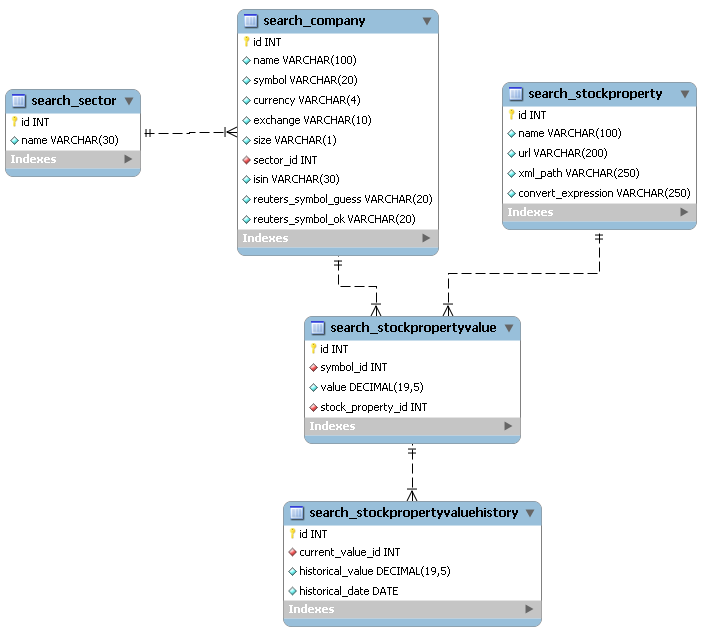 search_company
id INT
name VARCHAR(100)
symbol VARCHAR(20)
currency VARCHAR(4)
exchange VARCHAR(10)
size VARCHAR(1)
sector_id INT
isin VARCHAR(30)
reuters_symbol_guess VARCHAR(20)
reuters_symbol_ok VARCHAR(20)
Indexes
search_sector
id INT
name VARCHAR(30)
Indexes
search_stockproperty
id INT
name VARCHAR(100)
url VARCHAR(200)
xml_path VARCHAR(250)
convert_expression VARCHAR(250)
Indexes
search_stockpropertyvalue
id INT
symbol_id INT
value DECIMAL(19,5)
stock_property_id INT
Indexes
search_stockpropertyvaluehistory
id INT
current_value_id INT
historical_value DECIMAL(19,5)
historical_date DATE
Indexes